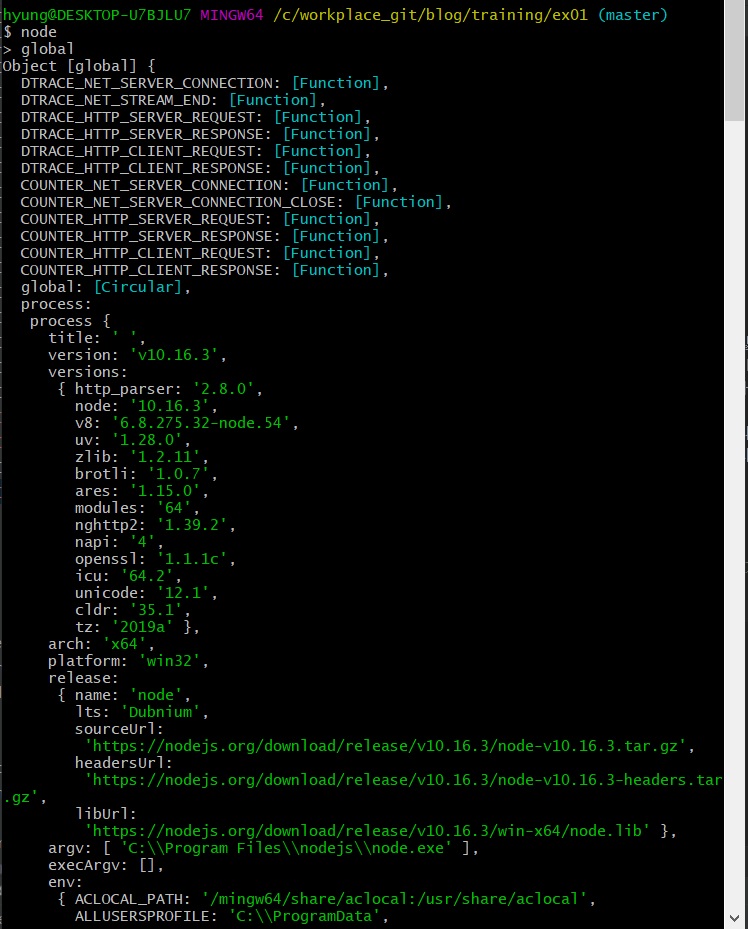 hyung@DESKTOP-U7BJLU7 MINGW64 /c/workplace_git/blog/training/ex01 (master)
$ node
> global
Object [global] {
  DTRACE_NET_SERVER_CONNECTION: [Function],
  DTRACE_NET_STREAM_END: [Function],
  DTRACE_HTTP_SERVER_REQUEST: [Function],
  DTRACE_HTTP_SERVER_RESPONSE: [Function],
  DTRACE_HTTP_CLIENT_REQUEST: [Function],
  DTRACE_HTTP_CLIENT_RESPONSE: [Function],
  COUNTER_NET_SERVER_CONNECTION: [Function],
  COUNTER_NET_SERVER_CONNECTION_CLOSE: [Function],
  COUNTER_HTTP_SERVER_REQUEST: [Function],
  COUNTER_HTTP_SERVER_RESPONSE: [Function],
  COUNTER_HTTP_CLIENT_REQUEST: [Function],
  COUNTER_HTTP_CLIENT_RESPONSE: [Function],
  global: [Circular],
  process:
   process {
     title: ' ',
     version: 'v10.16.3',
     versions:
      { http_parser: '2.8.0',
        node: '10.16.3',
        v8: '6.8.275.32-node.54',
        uv: '1.28.0',
        zlib: '1.2.11',
        brotli: '1.0.7',
        ares: '1.15.0',
        modules: '64',
        nghttp2: '1.39.2',
        napi: '4',
        openssl: '1.1.1c',
        icu: '64.2',
        unicode: '12.1',
        cldr: '35.1',
        tz: '2019a' },
     arch: 'x64',
     platform: 'win32',
     release:
      { name: 'node',
        lts: 'Dubnium',
        sourceUrl:
         'https://nodejs.org/download/release/v10.16.3/node-v10.16.3.tar.gz',
        headersUrl:
         'https://nodejs.org/download/release/v10.16.3/node-v10.16.3-headers.tar
.gz',
        libUrl:
         'https://nodejs.org/download/release/v10.16.3/win-x64/node.lib' },
     argv: [ 'C:\\Program Files\\nodejs\\node.exe' ],
     execArgv: [],
     env:
      { ACLOCAL_PATH: '/mingw64/share/aclocal:/usr/share/aclocal',
        ALLUSERSPROFILE: 'C:\\ProgramData',